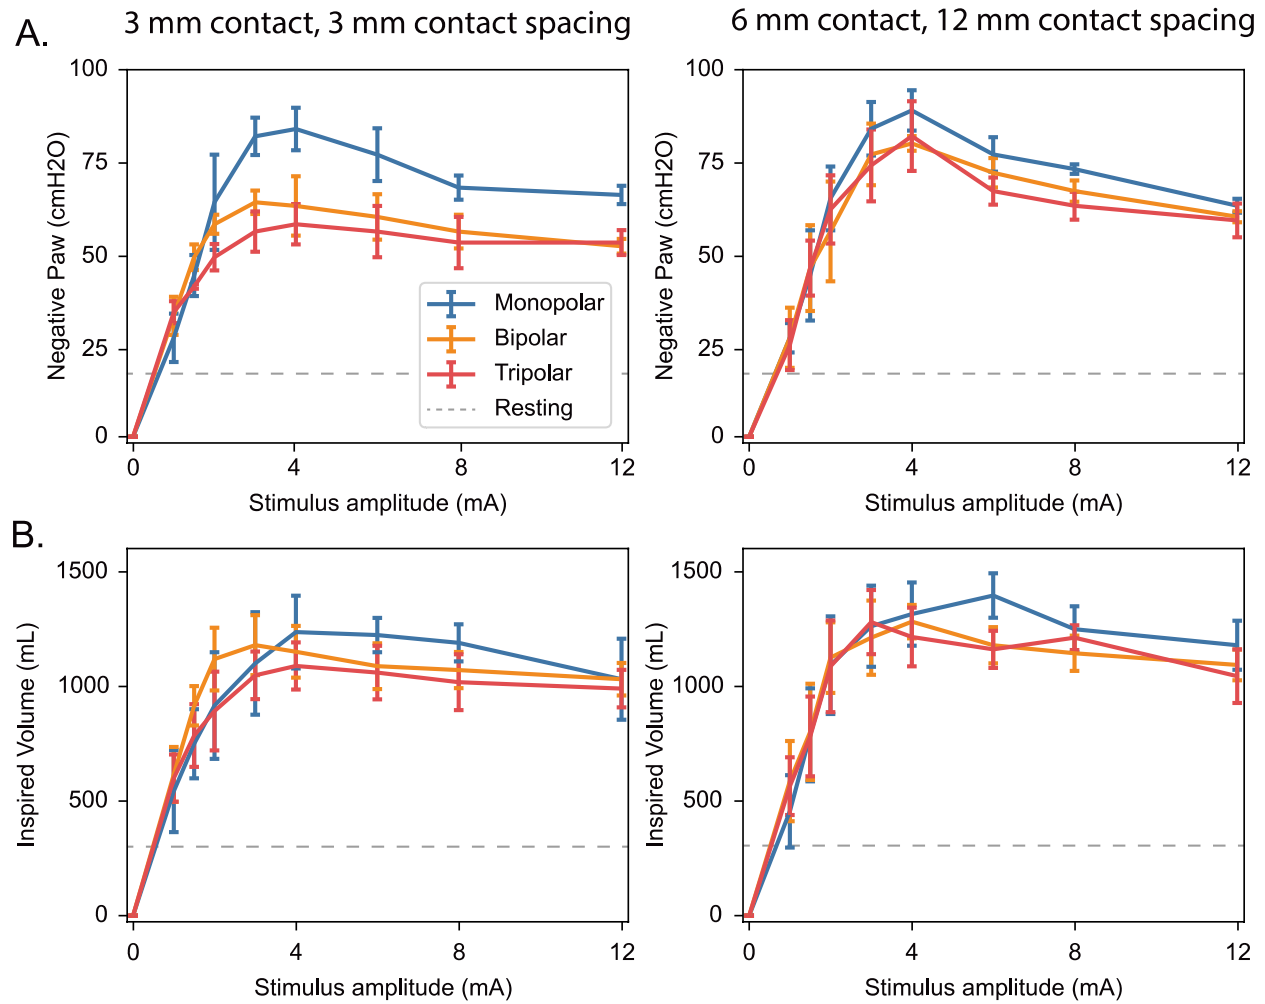 A.
3 mm contact, 3 mm contact spacing
6 mm contact, 12 mm contact spacing
100
75
50
25
0
Negative Paw (cmH2O)
Monopolar
Bipolar
Tripolar
Resting
0
4
8
12
Stimulus amplitude (mA)
100
75
50
25
0
Negative Paw (cmH2O)
0
4
8
12
Stimulus amplitude (mA)
B.
1500
1000
500
0
Inspired Volume (mL)
0
4
8
12
Stimulus amplitude (mA)
1500
1000
500
0
Inspired Volume (mL)
0
4
8
12
Stimulus amplitude (mA)